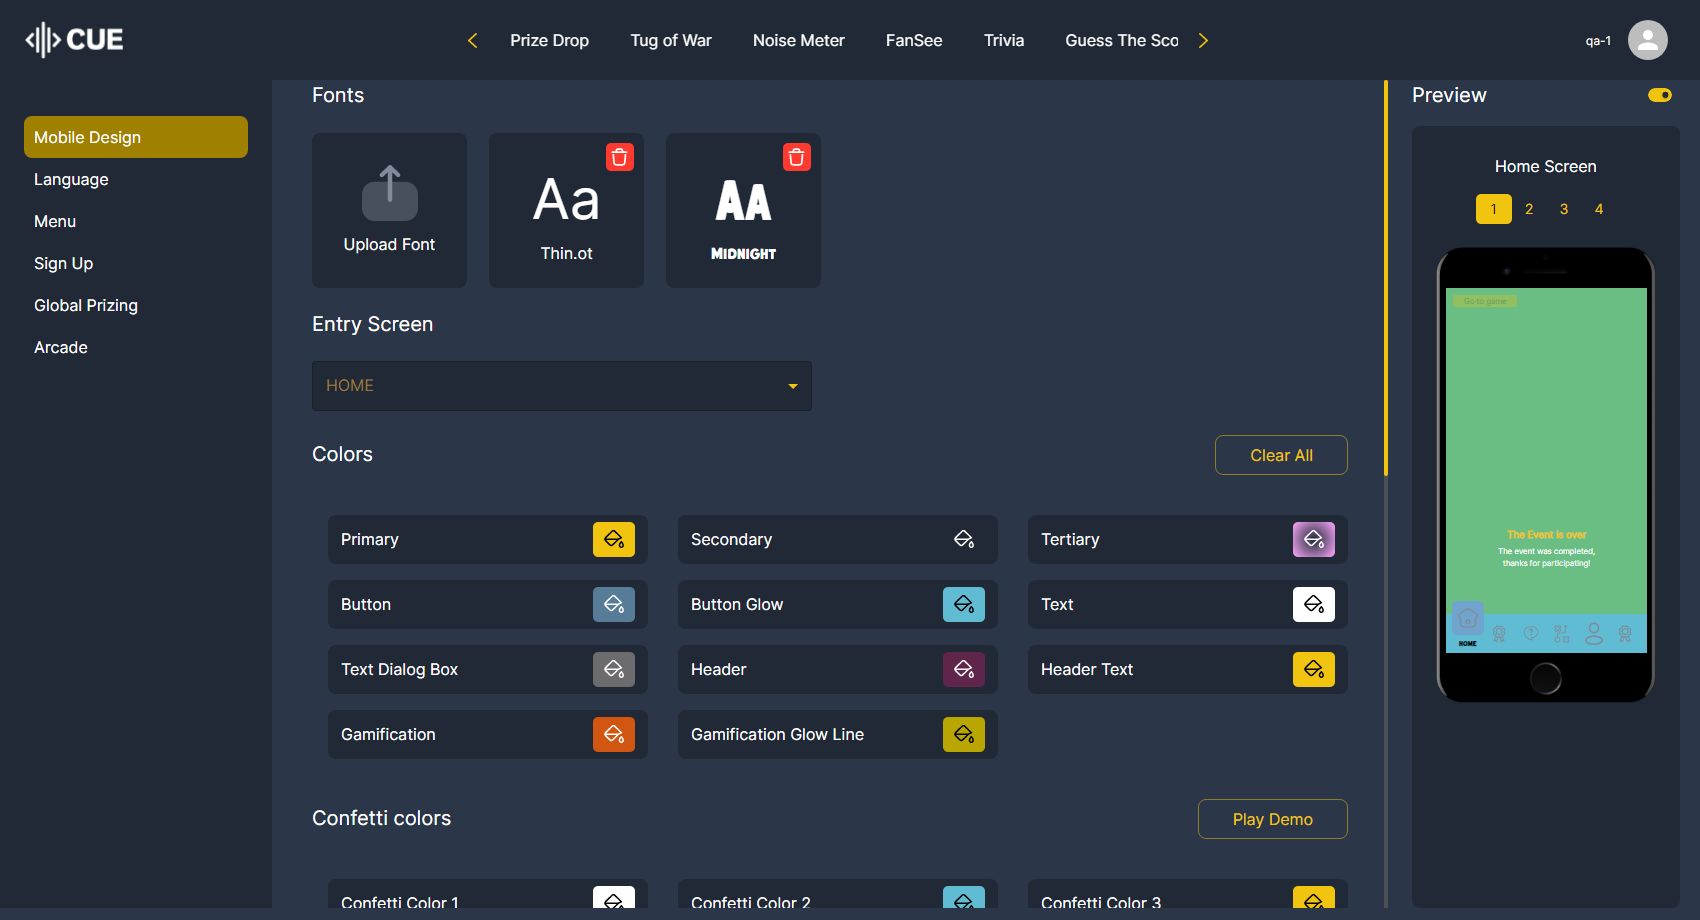 CUE
Prize Drop
Tug of War
Noise Meter
FanSee
Trivia
Guess The Sco
qa-1
Mobile Design
Language
Menu
Sign Up
Global Prizing
Arcade
Fonts
Upload Font
Aa
Thin.ot
AA
MIDNIGHT
Entry Screen
HOME
Colors
Clear All
Primary
Secondary
Tertiary
Button
Button Glow
Text
Text Dialog Box
Header
Header Text
Gamification
Gamification Glow Line
Confetti colors
Play Demo
Confetti Color 1
Confetti Color 2
Confetti Color 3
Preview
Home Screen
1
2
3
4
Go to game
The Event is over
The event was completed,
thanks for participating!
HOME